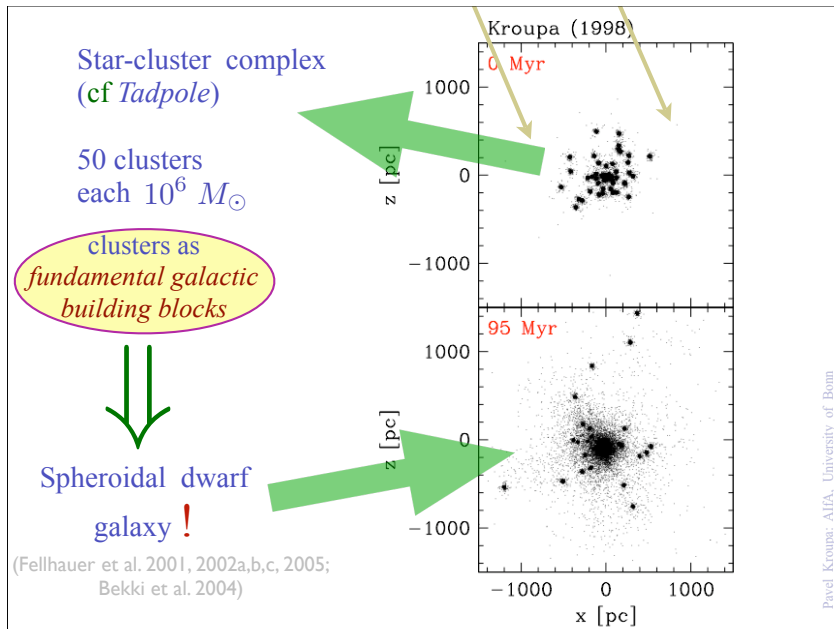 Star-cluster complex
(cf Tadpole)
50 clusters
each 10^6 M_⊙
clusters as
fundamental galactic
building blocks
Spheroidal dwarf
galaxy !
(Fellhauer et al. 2001, 2002a,b,c, 2005;
Bekki et al. 2004)
Kroupa (1998)
0 Myr
1000
0
−1000
z [pc]
95 Myr
1000
0
−1000
z [pc]
−1000 0 1000
x [pc]
Pavel Kroupa: AIfA, University of Bonn